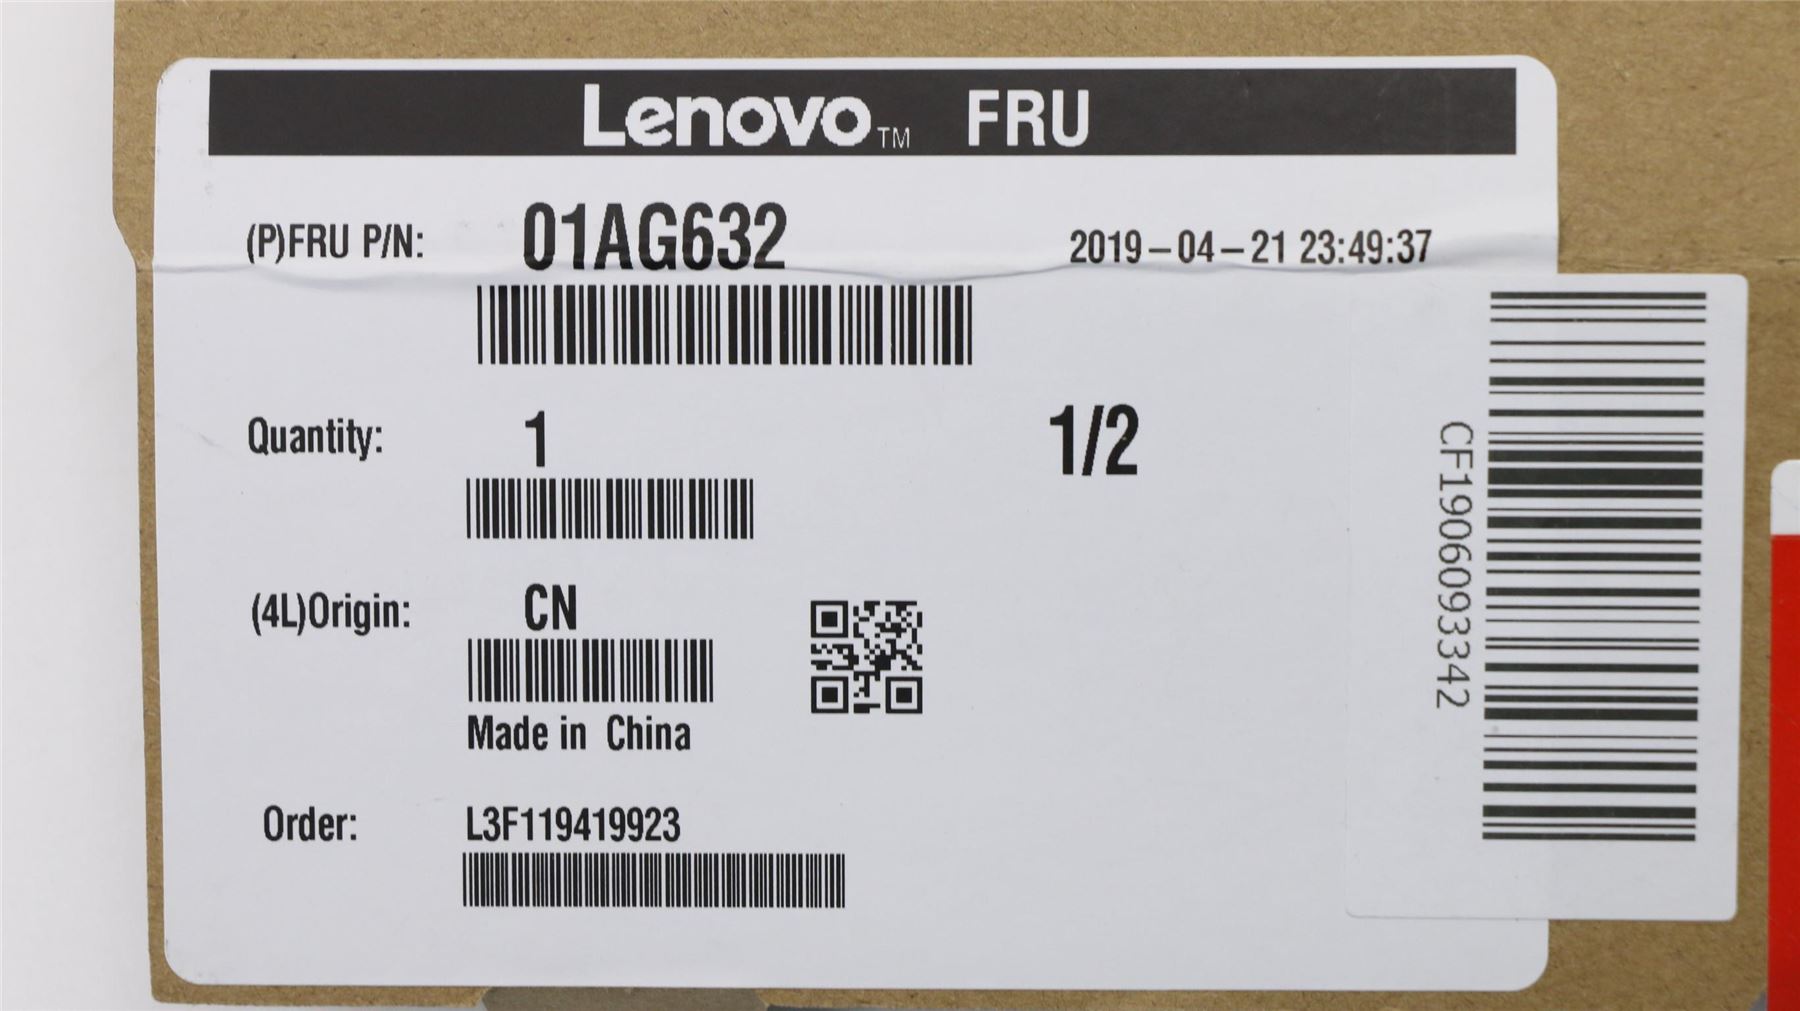 Lenovo™ FRU
(P)FRU P/N: 01AG632 2019-04-21 23:49:37
Quantity: 1 1/2
(4L)Origin: CN
Made in China
Order: L3F119419923
CF1906093342